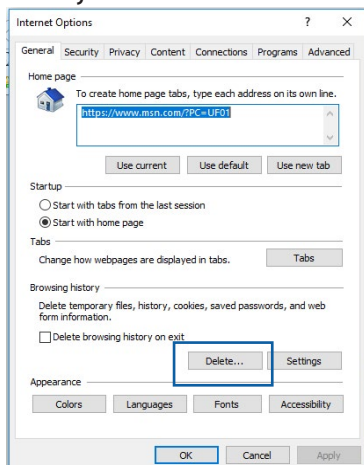 Internet Options ? X
General Security Privacy Content Connections Programs Advanced
Home page
To create home page tabs, type each address on its own line.
https://www.msn.com/?PC=UF01
Use current Use default Use new tab
Startup
Start with tabs from the last session
Start with home page
Tabs
Change how webpages are displayed in tabs. Tabs
Browsing history
Delete temporary files, history, cookies, saved passwords, and web
form information.
Delete browsing history on exit
Delete... Settings
Appearance
Colors Languages Fonts Accessibility
OK Cancel Apply